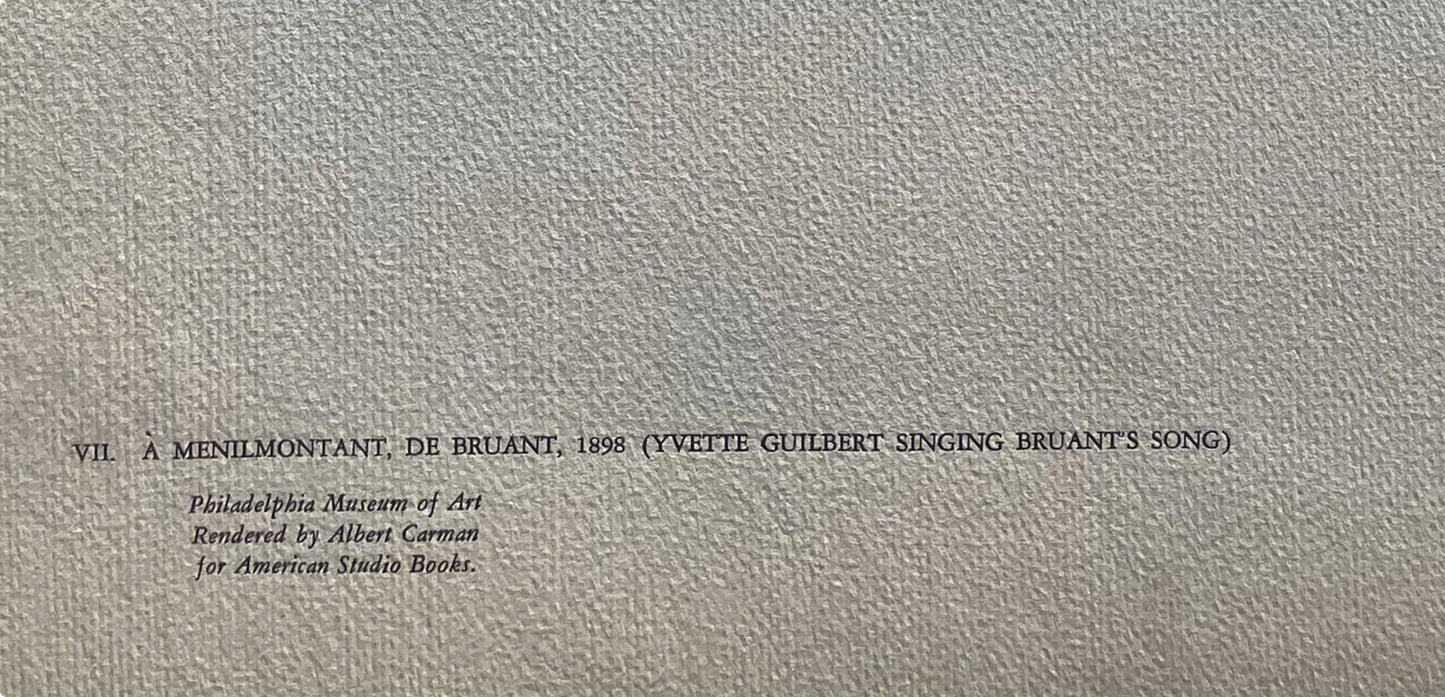 VII. À MENILMONTANT, DE BRUANT, 1898 (YVETTE GUILBERT SINGING BRUANT'S SONG)
Philadelphia Museum of Art
Rendered by Albert Carman
for American Studio Books.